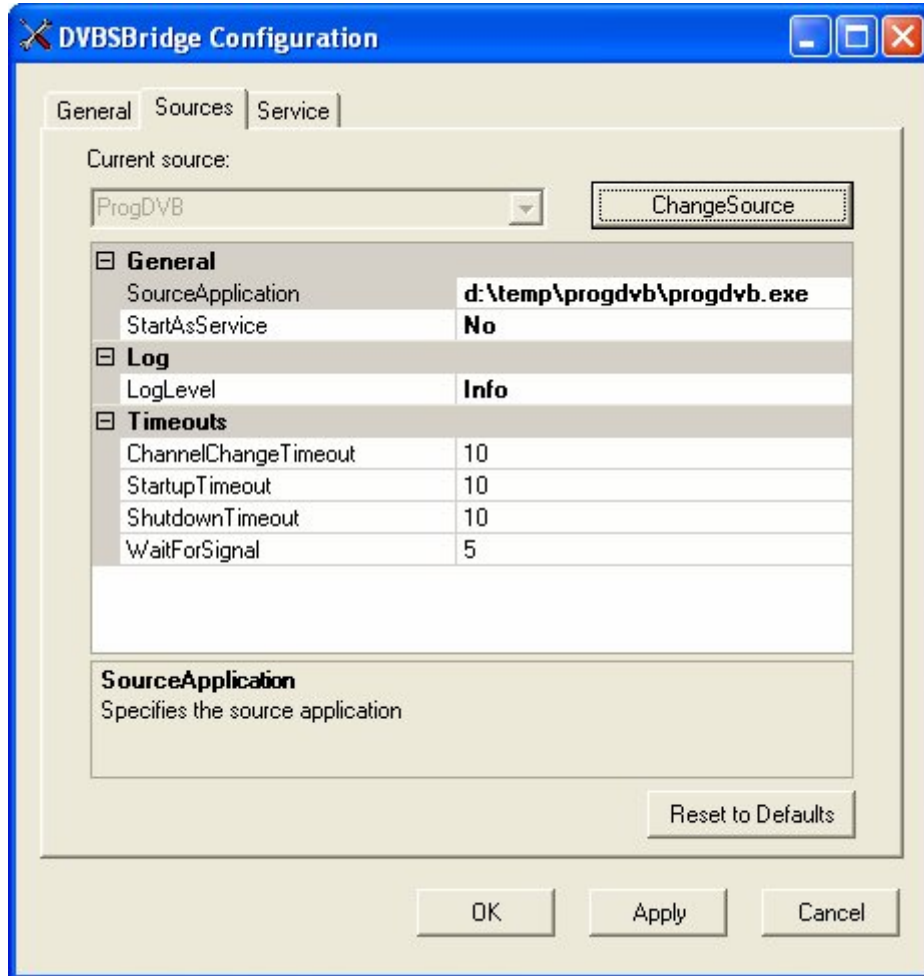 DVBSBridge Configuration
General Sources Service
Current source:
ProgDVB ChangeSource
General
SourceApplication d:\temp\progdvb\progdvb.exe
StartAsService No
Log
LogLevel Info
Timeouts
ChannelChangeTimeout 10
StartupTimeout 10
ShutdownTimeout 10
WaitForSignal 5
SourceApplication
Specifies the source application
Reset to Defaults
OK Apply Cancel